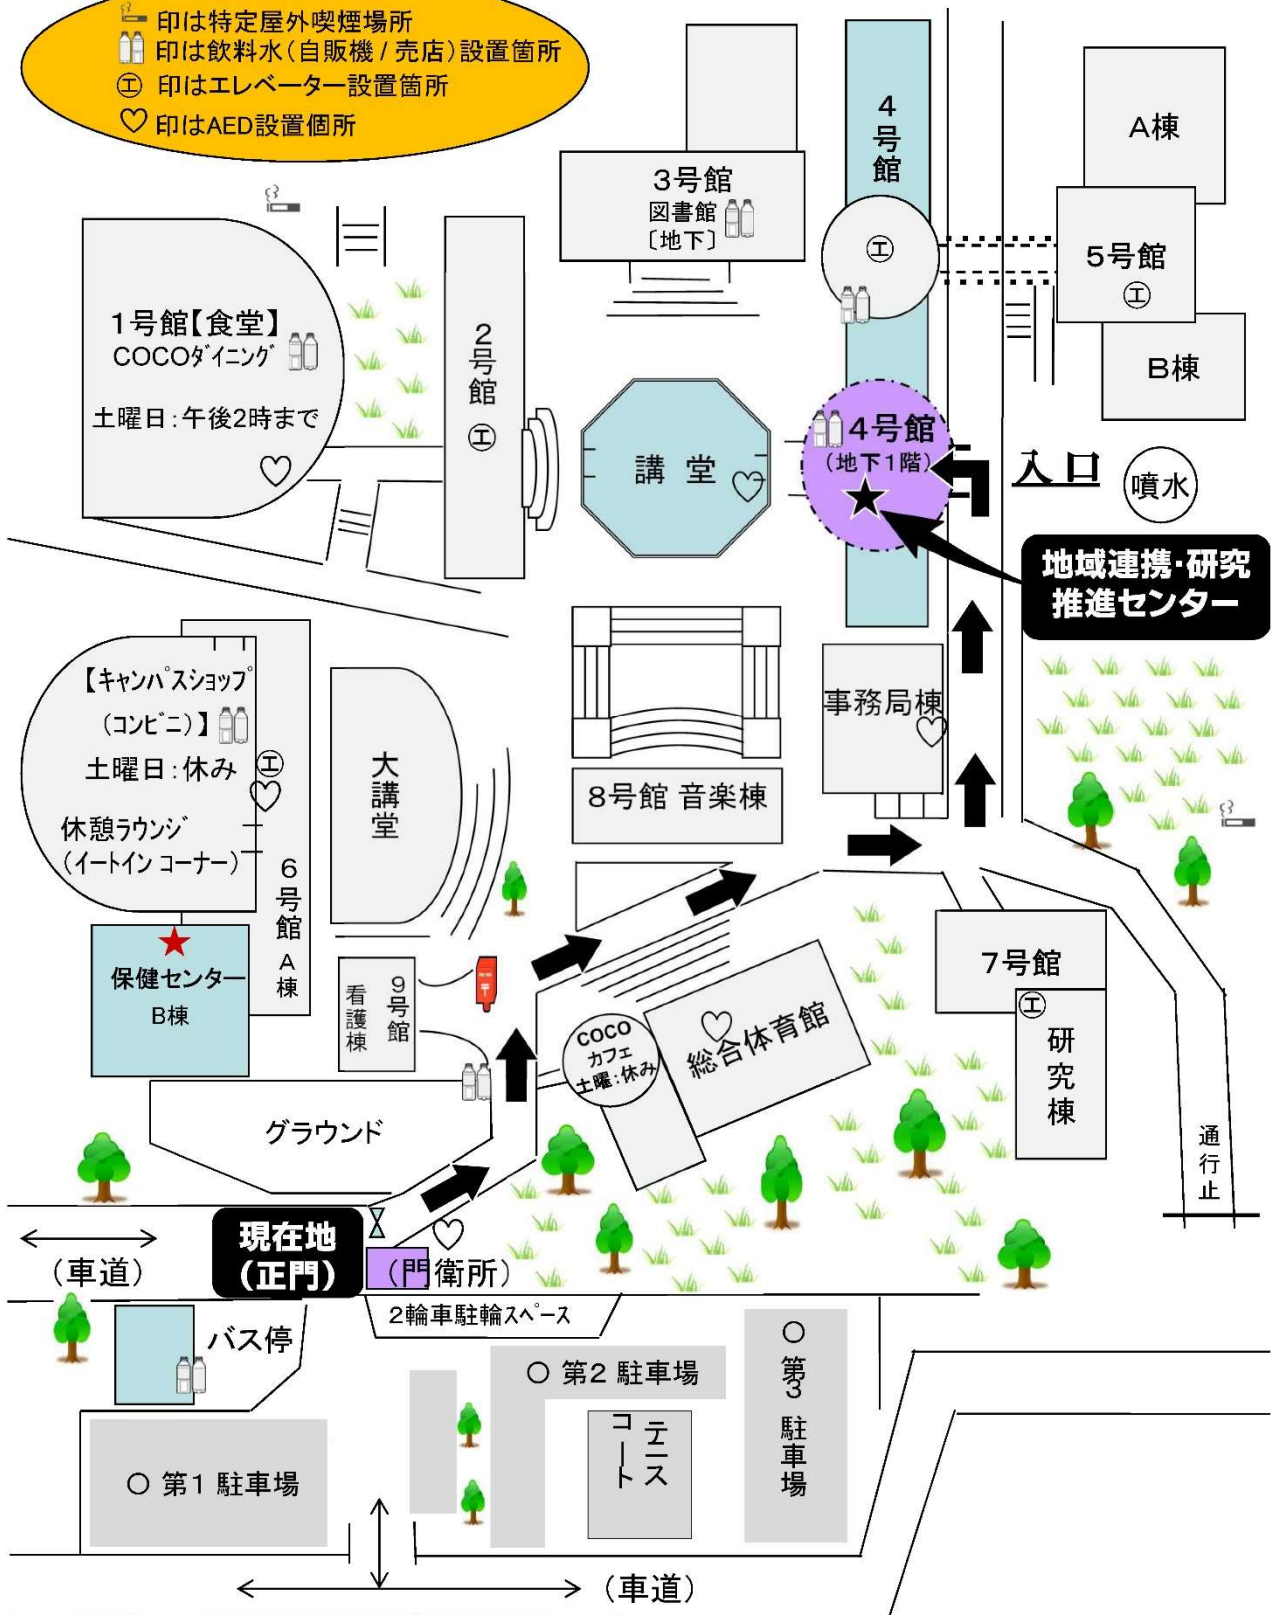 印は特定屋外喫煙場所
印は飲料水(自販機 / 売店)設置箇所
エ 印はエレベーター設置箇所
印はAED設置個所
4号館
A棟
3号館
図書館
〔地下〕
エ
5号館
エ
B棟
1号館【食堂】
COCOダイニング
土曜日:午後2時まで
2号館
エ
講 堂
4号館
(地下1階)
入口
噴水
地域連携・研究
推進センター
【キャンパスショップ
(コンビニ)】
土曜日:休み
エ
休憩ラウンジ
(イートイン コーナー)
6号館 A棟
大講堂
8号館 音楽棟
事務局棟
保健センター
B棟
9号館
看護棟
〒
COCO
カフェ
土曜:休み
総合体育館
7号館
エ
研究棟
通行止
グラウンド
現在地
(正門)
(門衛所)
(車道)
2輪車駐輪スペース
バス停
○ 第1 駐車場
○ 第2 駐車場
○ 第3 駐車場
テニス
コート
(車道)